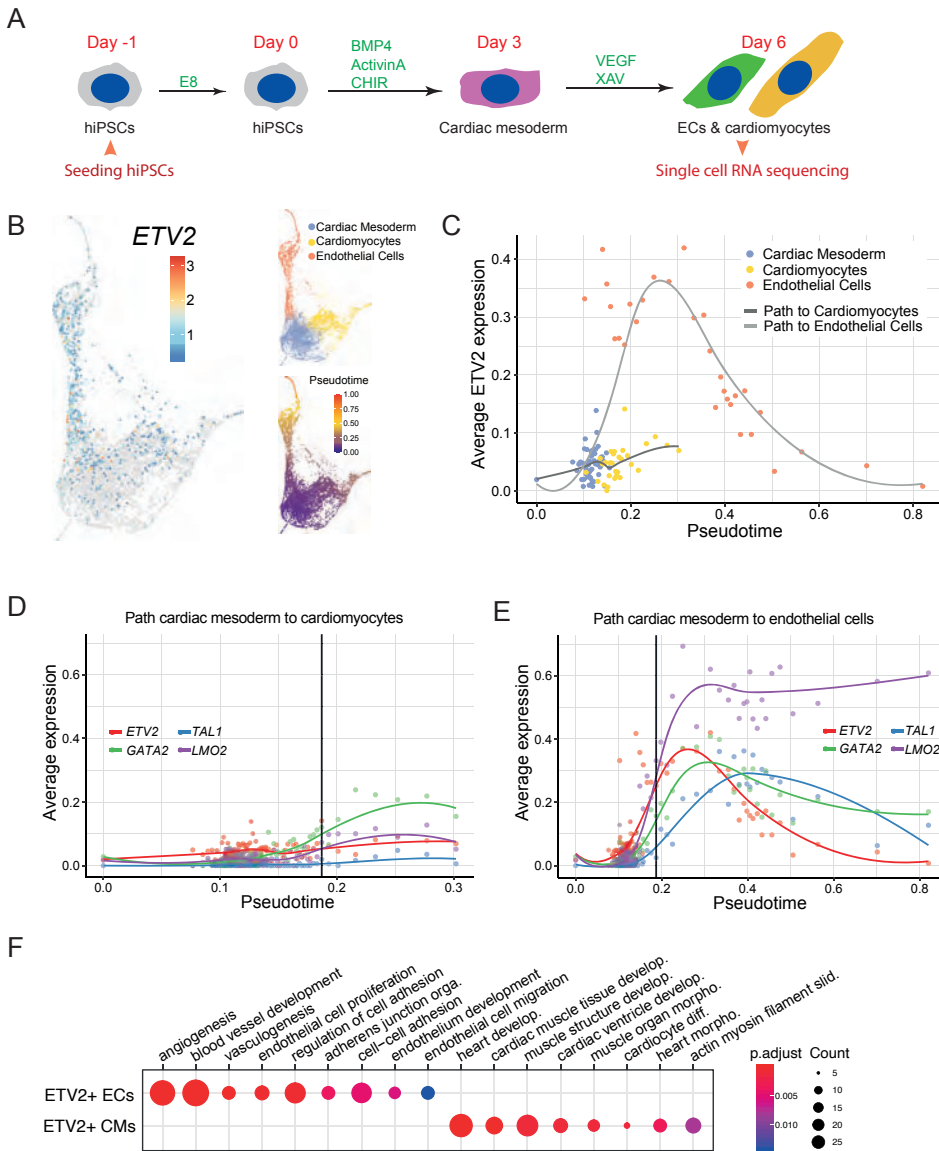 A
Day -1
Day 0
Day 3
Day 6
E8
BMP4
ActivinA
CHIR
VEGF
XAV
hiPSCs
hiPSCs
Cardiac mesoderm
ECs & cardiomyocytes
Seeding hiPSCs
Single cell RNA sequencing
B
ETV2
3
2
1
Cardiac Mesoderm
Cardiomyocytes
Endothelial Cells
Pseudotime
1.00
0.75
0.50
0.25
0.00
C
Average ETV2 expression
0.4
0.3
0.2
0.1
0.0
Cardiac Mesoderm
Cardiomyocytes
Endothelial Cells
Path to Cardiomyocytes
Path to Endothelial Cells
0.0 0.2 0.4 0.6 0.8
Pseudotime
D
Path cardiac mesoderm to cardiomyocytes
Average expression
0.6
0.4
0.2
0.0
ETV2 TAL1
GATA2 LMO2
0.0 0.1 0.2 0.3
Pseudotime
E
Path cardiac mesoderm to endothelial cells
Average expression
0.6
0.4
0.2
0.0
ETV2 TAL1
GATA2 LMO2
0.0 0.2 0.4 0.6 0.8
Pseudotime
F
angiogenesis
blood vessel development
vasculogenesis
endothelial cell proliferation
regulation of cell adhesion
adherens junction orga.
cell-cell adhesion
endothelium development
endothelial cell migration
heart develop.
cardiac muscle tissue develop.
muscle structure develop.
cardiac ventricle develop.
muscle organ morpho.
cardiocyte diff.
heart morpho.
actin myosin filament slid.
ETV2+ ECs
ETV2+ CMs
p.adjust
0.005
0.010
Count
5
10
15
20
25